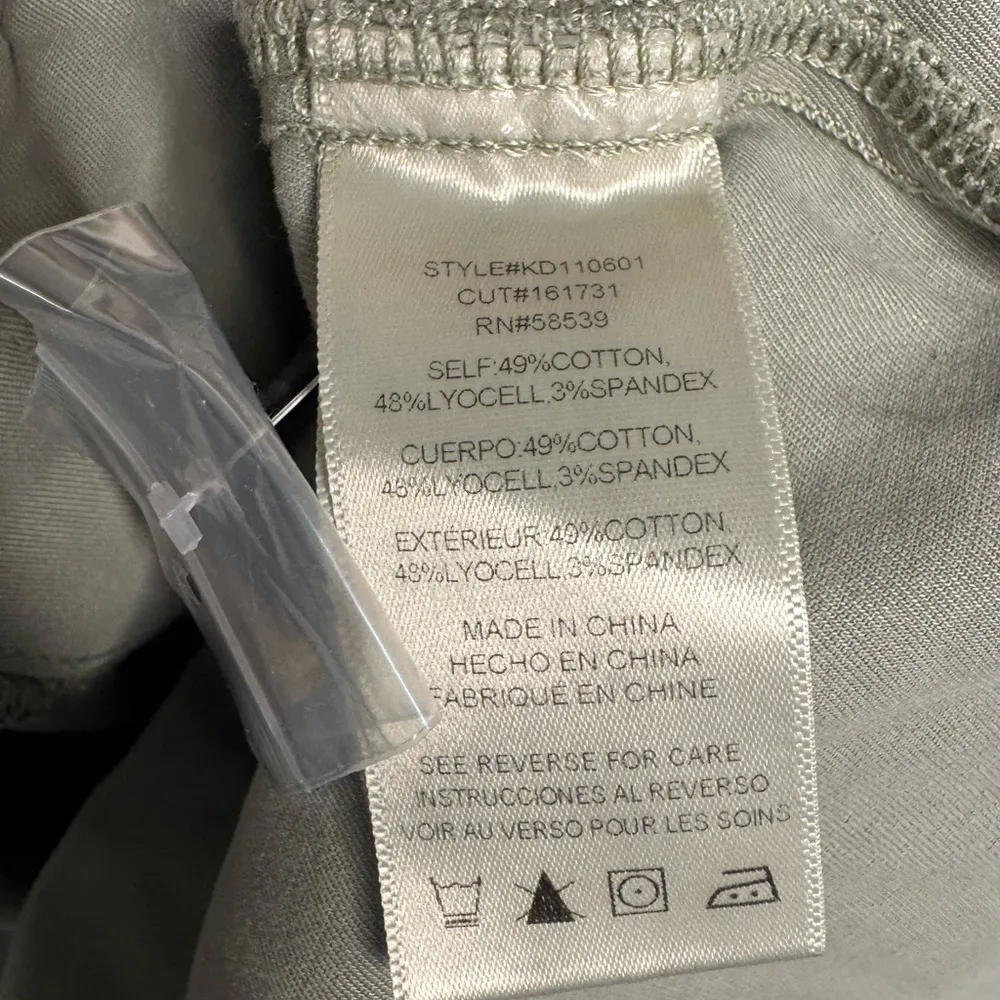 STYLE#KD110601
CUT#161731
RN#58539
SELF:49%COTTON,
48%LYOCELL,3%SPANDEX
CUERPO:49%COTTON,
48%LYOCELL,3%SPANDEX
EXTÉRIEUR:49%COTTON,
48%LYOCELL,3%SPANDEX
MADE IN CHINA
HECHO EN CHINA
FABRIQUE EN CHINE
SEE REVERSE FOR CARE
INSTRUCCIONES AL REVERSO
VOIR AU VERSO POUR LES SOINS